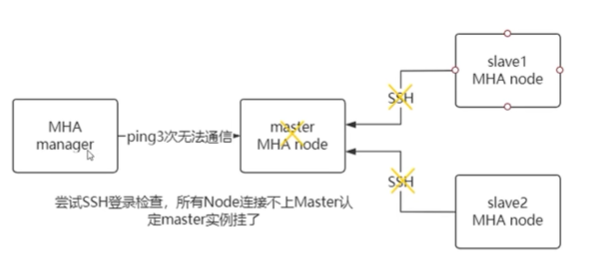 MHA
manager
ping3次无法通信
master
MHA node
SSH
slave1
MHA node
SSH
slave2
MHA node
尝试SSH登录检查，所有Node连接不上Master认
定master实例挂了